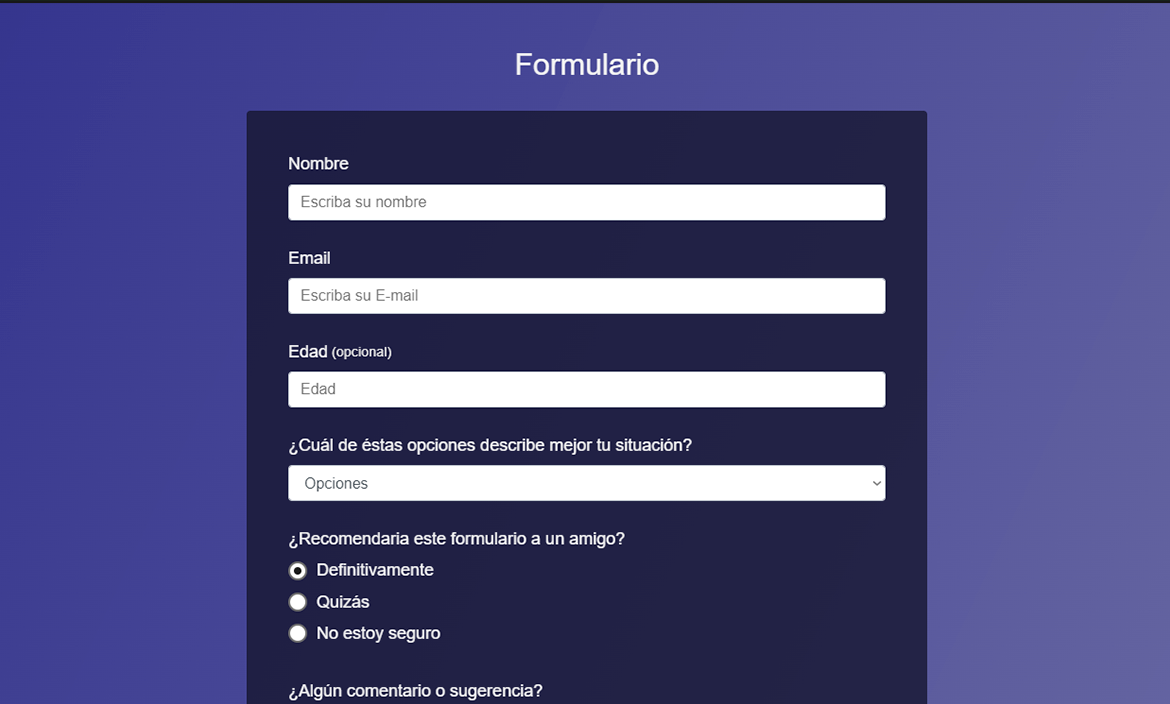 Formulario
Nombre
Escriba su nombre
Email
Escriba su E-mail
Edad (opcional)
Edad
¿Cuál de éstas opciones describe mejor tu situación?
Opciones
¿Recomendaria este formulario a un amigo?
Definitivamente
Quizás
No estoy seguro
¿Algún comentario o sugerencia?